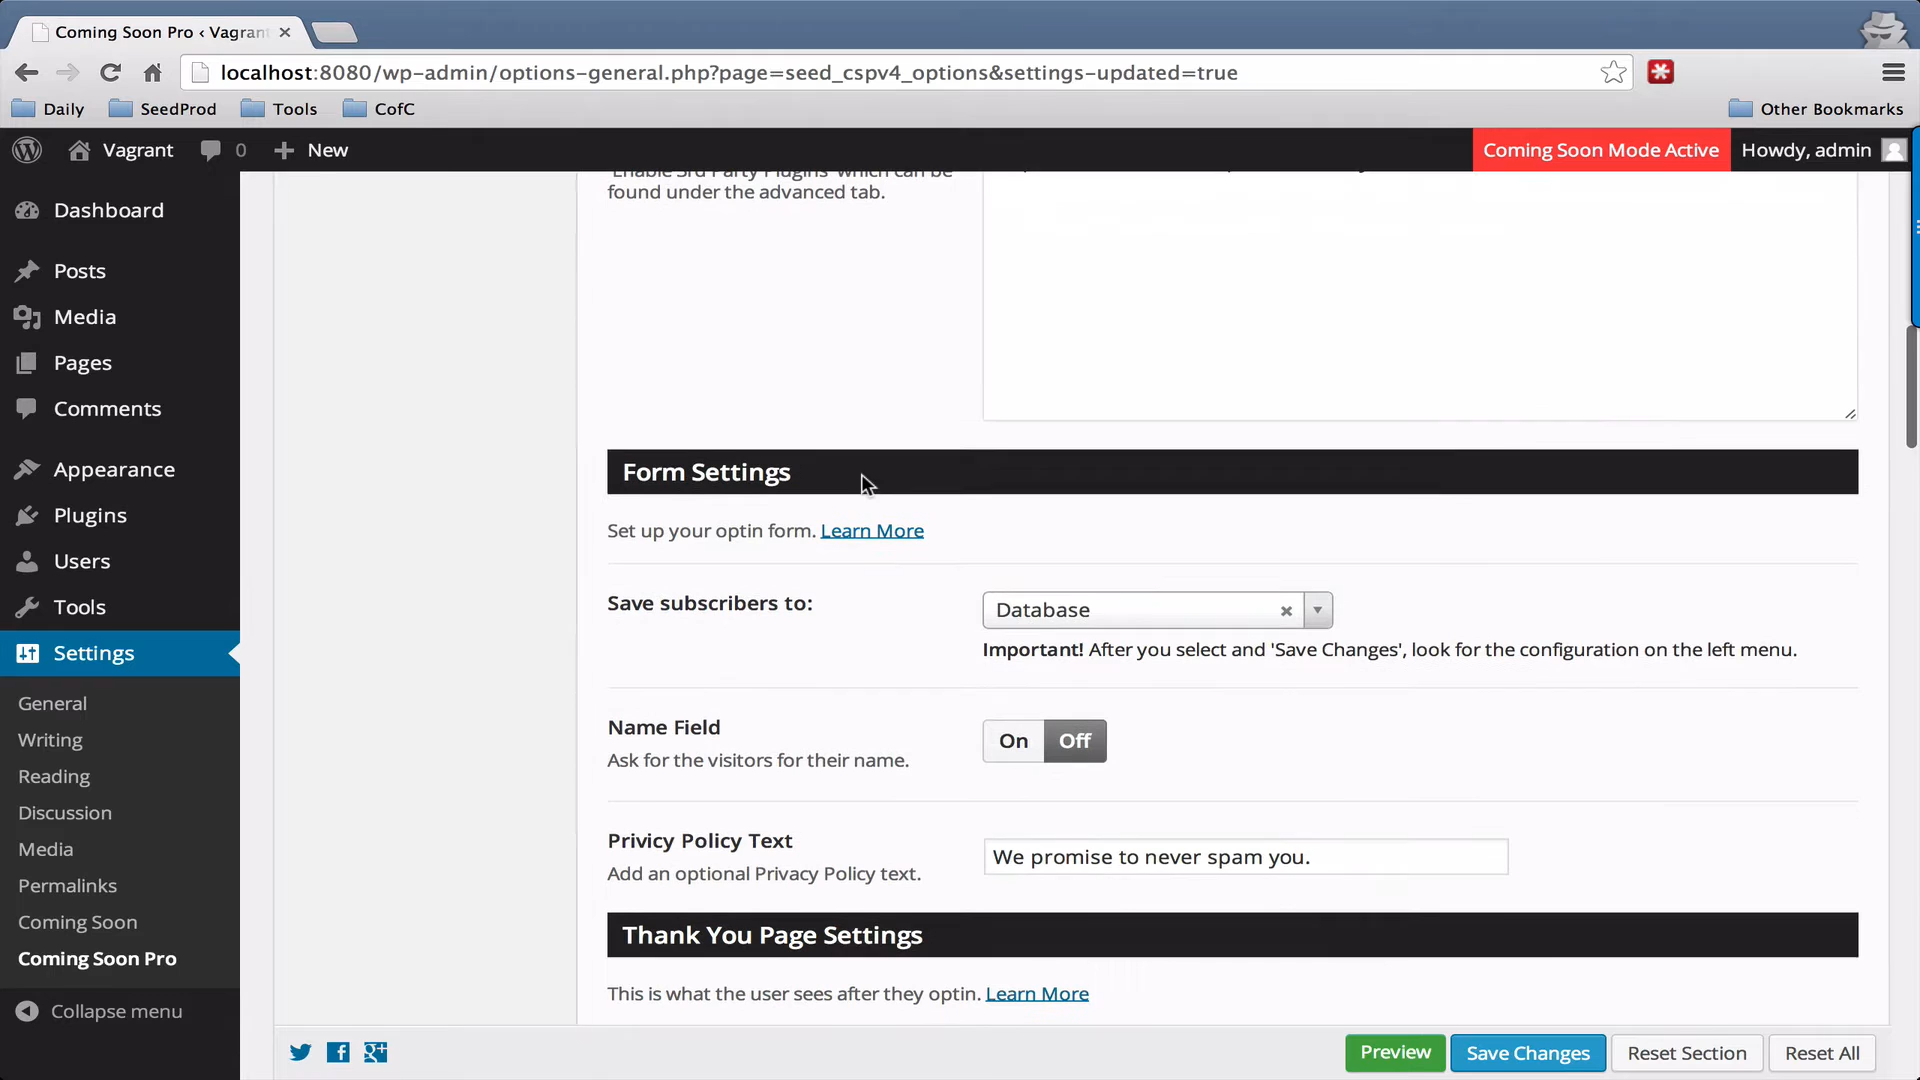 Coming Soon Pro ‹ Vagrant
localhost:8080/wp-admin/options-general.php?page=seed_cspv4_options&settings-updated=true
Daily SeedProd Tools CofC Other Bookmarks
Vagrant 0 New Coming Soon Mode Active Howdy, admin
Dashboard
Posts
Media
Pages
Comments
Appearance
Plugins
Users
Tools
Settings
General
Writing
Reading
Discussion
Media
Permalinks
Coming Soon
Coming Soon Pro
Collapse menu
'Enable 3rd Party Plugins' which can be
found under the advanced tab.
Form Settings
Set up your optin form. Learn More
Save subscribers to:
Database
Important! After you select and 'Save Changes', look for the configuration on the left menu.
Name Field
Ask for the visitors for their name.
On Off
Privicy Policy Text
Add an optional Privacy Policy text.
We promise to never spam you.
Thank You Page Settings
This is what the user sees after they optin. Learn More
Preview Save Changes Reset Section Reset All